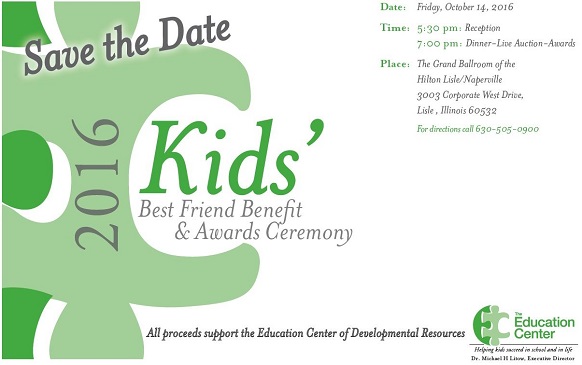 Save the Date
2016
Kids'
Best Friend Benefit
& Awards Ceremony
Date: Friday, October 14, 2016
Time: 5:30 pm: Reception
7:00 pm: Dinner-Live Auction-Awards
Place: The Grand Ballroom of the
Hilton Lisle/Naperville
3003 Corporate West Drive,
Lisle , Illinois 60532
For directions call 630-505-0900
All proceeds support the Education Center of Developmental Resources
The
Education
Center
Helping kids succeed in school and in life
Dr. Michael H Litow, Executive Director